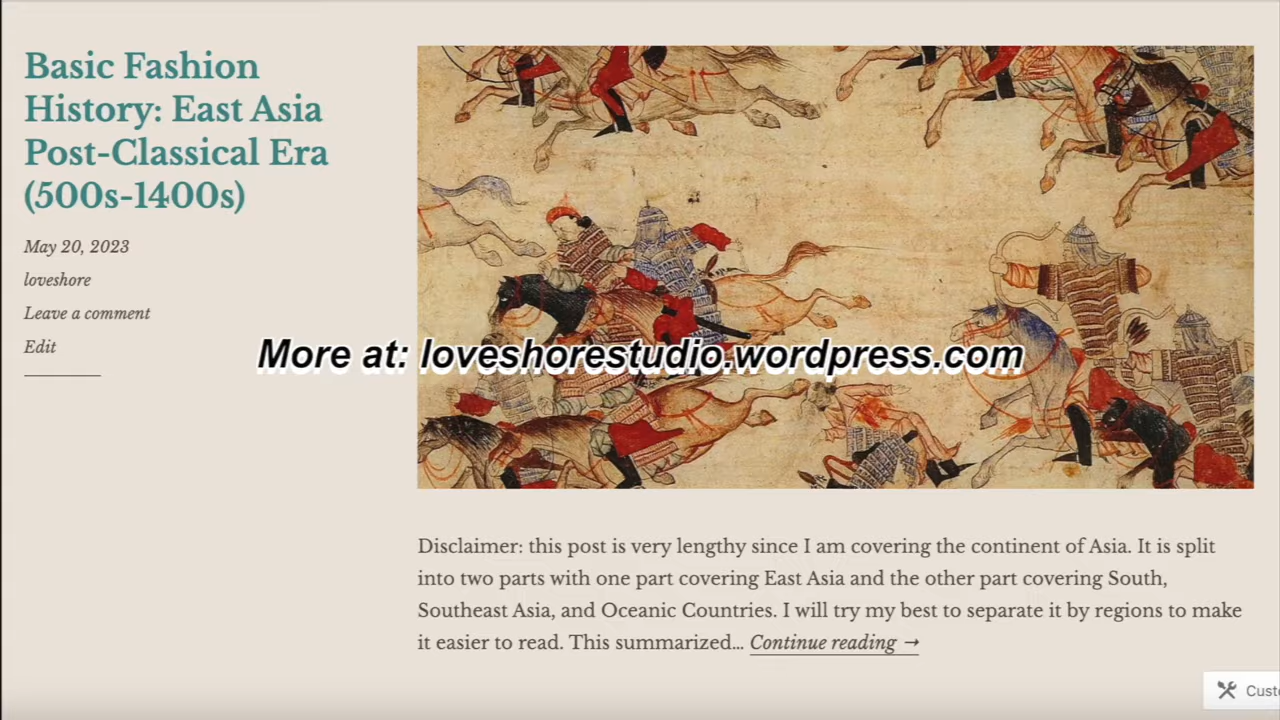 Basic Fashion
History: East Asia
Post-Classical Era
(500s-1400s)
May 20, 2023
loveshore
Leave a comment
Edit
More at: loveshorestudio.wordpress.com
Disclaimer: this post is very lengthy since I am covering the continent of Asia. It is split
into two parts with one part covering East Asia and the other part covering South,
Southeast Asia, and Oceanic Countries. I will try my best to separate it by regions to make
it easier to read. This summarized… Continue reading →
Custo